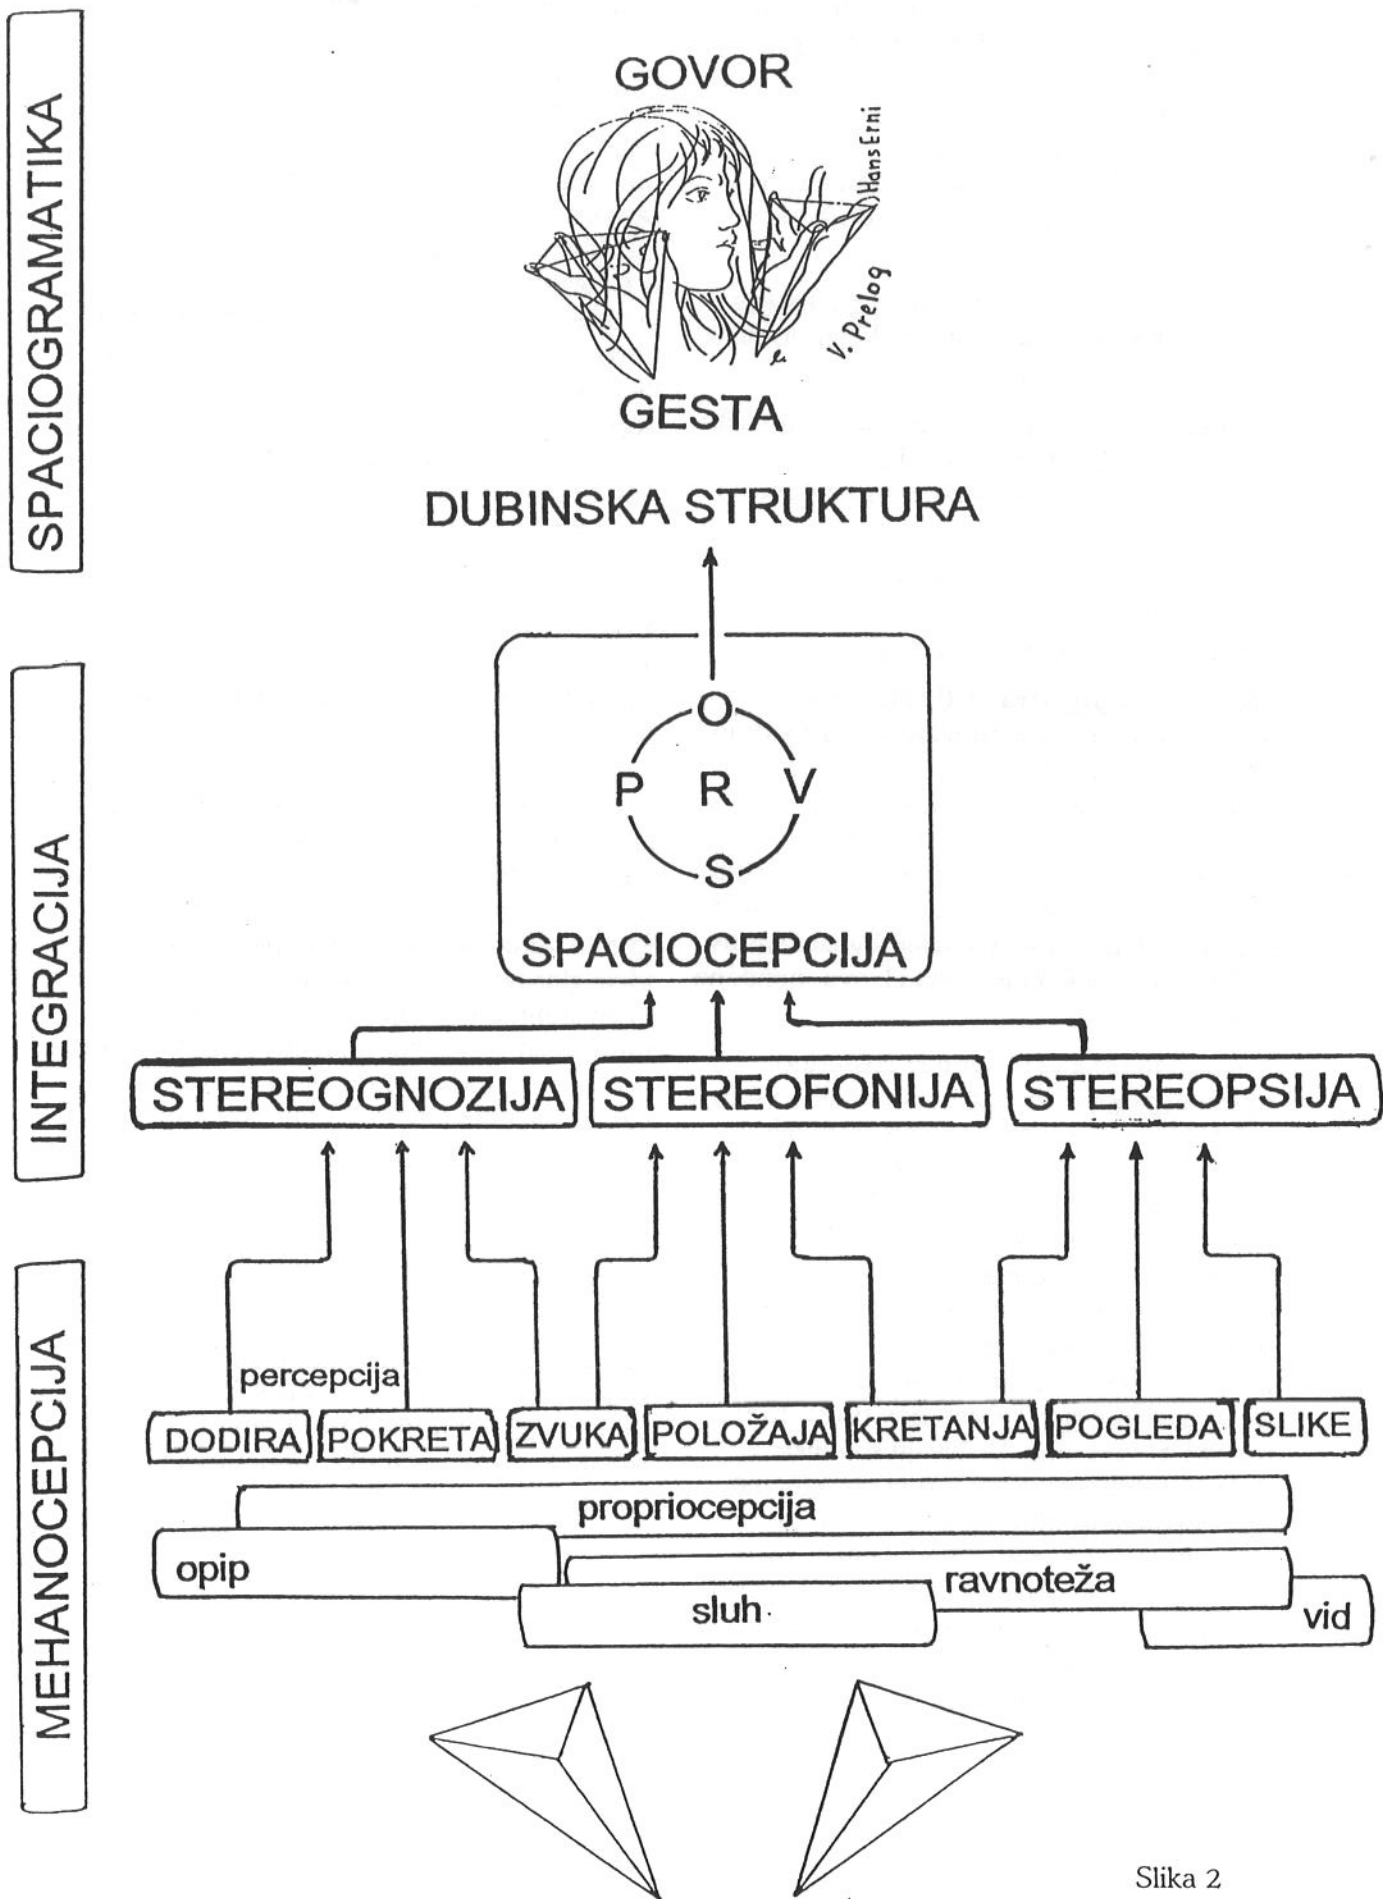 SPACIOGRAMATIKA
GOVOR
Hans Erni
V. Prelog
GESTA
DUBINSKA STRUKTURA
INTEGRACIJA
O
P R V
S
SPACIOCEPCIJA
STEREOGNOZIJA STEREOFONIJA STEREOPSIJA
MEHANOCEPCIJA
percepcija
DODIRA POKRETA ZVUKA POLOŽAJA KRETANJA POGLEDA SLIKE
propriocepcija
opip
ravnoteža
sluh
vid
Slika 2